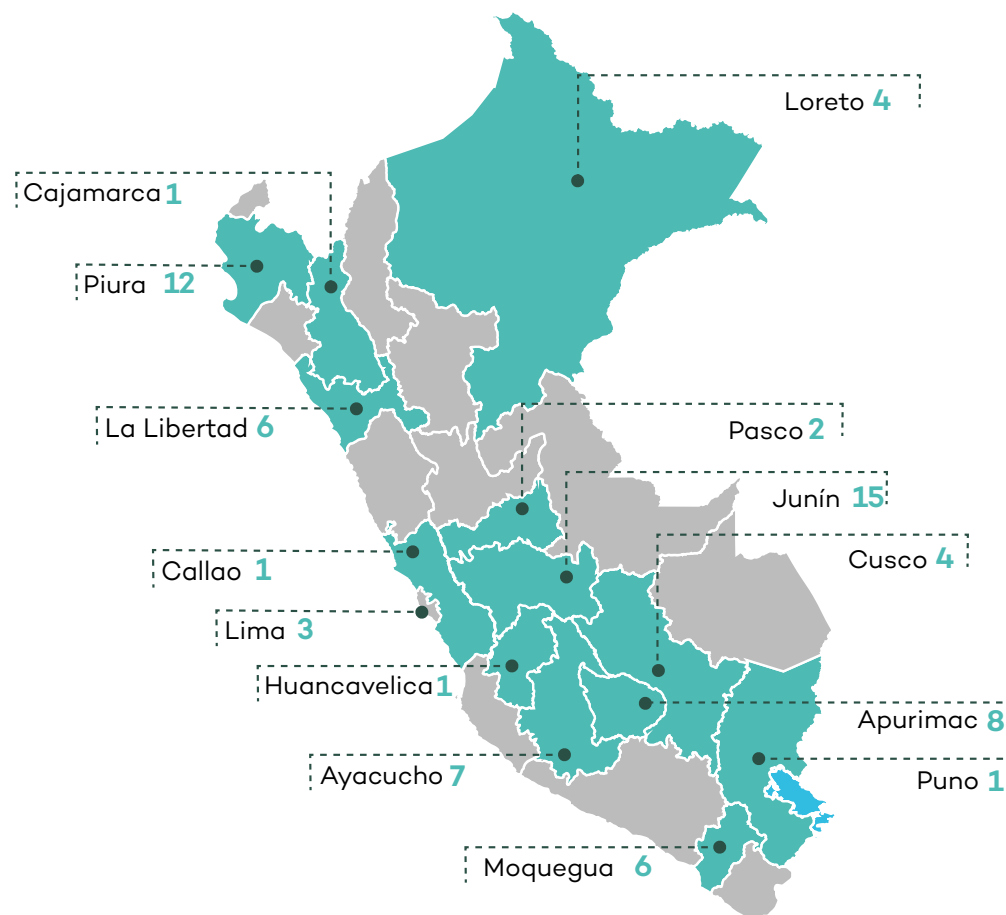 Loreto 4
Cajamarca 1
Piura 12
La Libertad 6
Pasco 2
Junín 15
Cusco 4
Callao 1
Lima 3
Huancavelica 1
Apurimac 8
Ayacucho 7
Puno 1
Moquegua 6